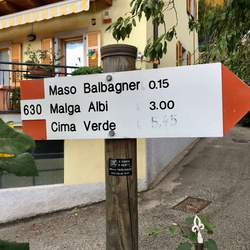 630
Maso Balbagner 0.15
Malga Albi 3.00
Cima Verde 5.45